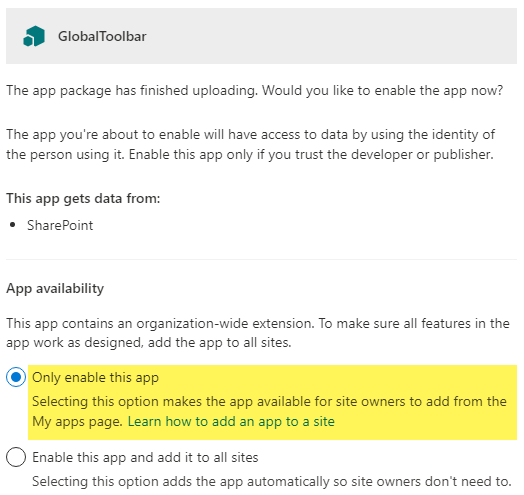 GlobalToolbar
The app package has finished uploading. Would you like to enable the app now?
The app you're about to enable will have access to data by using the identity of
the person using it. Enable this app only if you trust the developer or publisher.
This app gets data from:
• SharePoint
App availability
This app contains an organization-wide extension. To make sure all features in the
app work as designed, add the app to all sites.
Only enable this app
Selecting this option makes the app available for site owners to add from the
My apps page. Learn how to add an app to a site
Enable this app and add it to all sites
Selecting this option adds the app automatically so site owners don't need to.